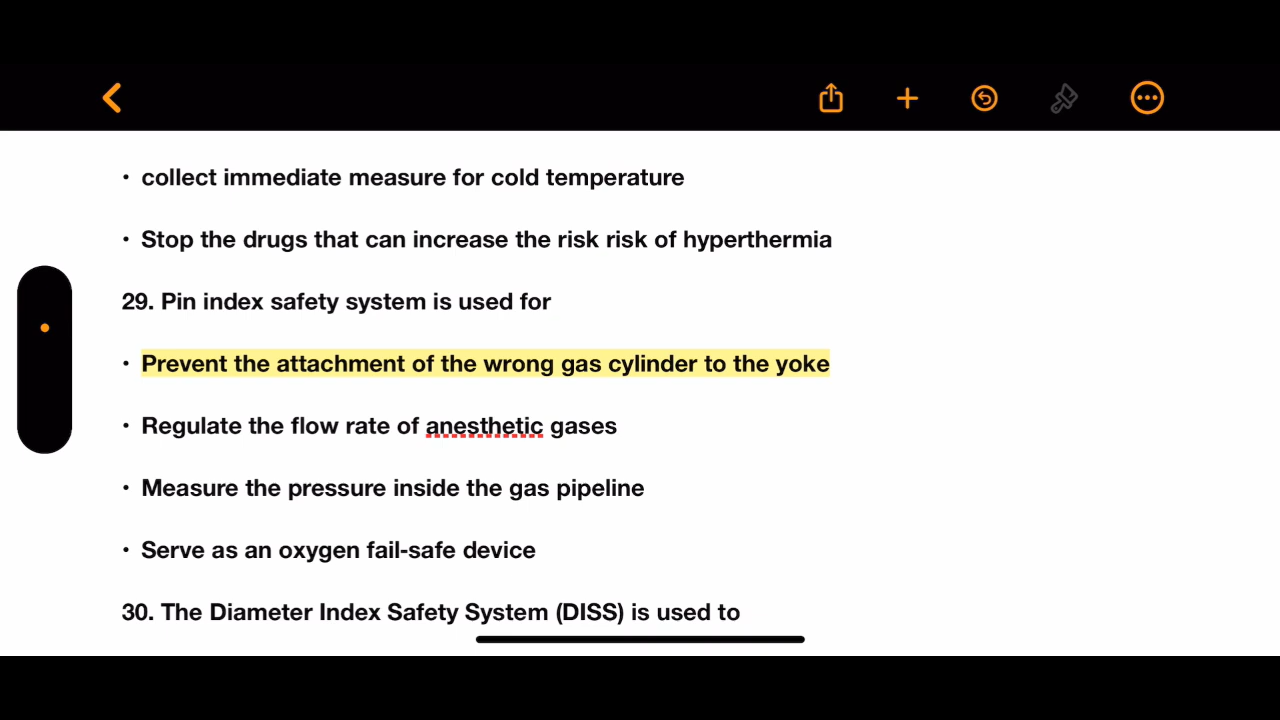 • collect immediate measure for cold temperature
• Stop the drugs that can increase the risk risk of hyperthermia
29. Pin index safety system is used for
• Prevent the attachment of the wrong gas cylinder to the yoke
• Regulate the flow rate of anesthetic gases
• Measure the pressure inside the gas pipeline
• Serve as an oxygen fail-safe device
30. The Diameter Index Safety System (DISS) is used to